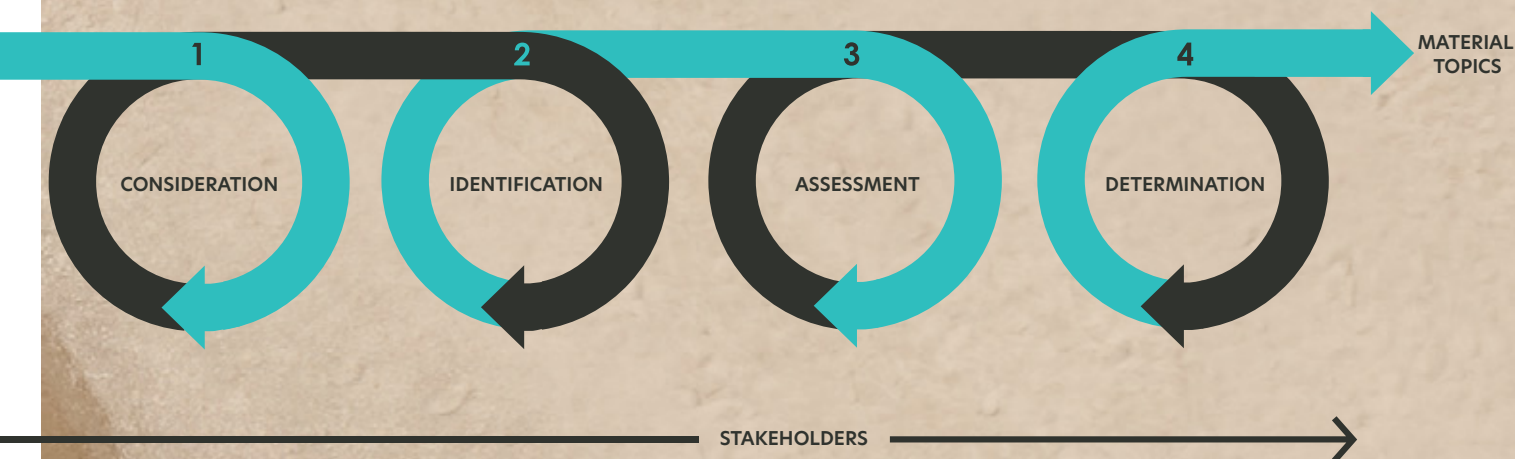 1
2
3
4
MATERIAL
TOPICS
CONSIDERATION
IDENTIFICATION
ASSESSMENT
DETERMINATION
STAKEHOLDERS